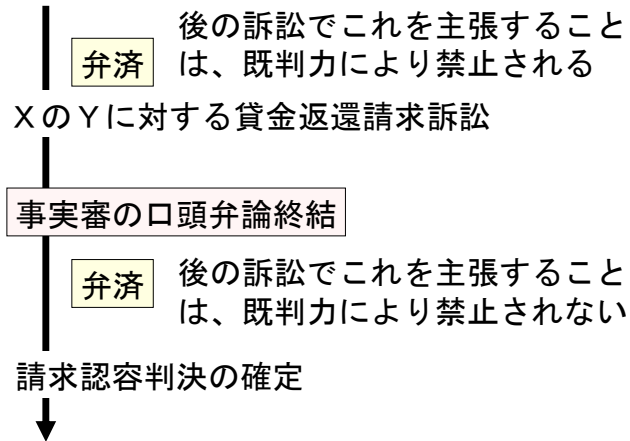 後の訴訟でこれを主張すること
弁済 は、既判力により禁止される
XのYに対する貸金返還請求訴訟
事実審の口頭弁論終結
弁済 後の訴訟でこれを主張すること
は、既判力により禁止されない
請求認容判決の確定